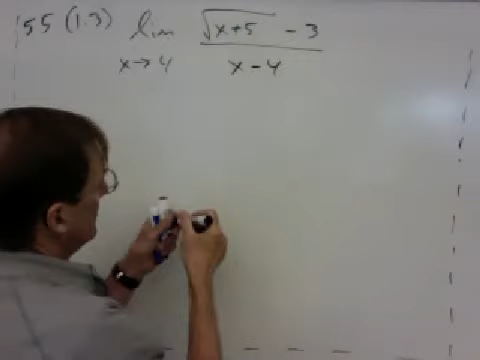 55 (1.3) lim √x+5 - 3
x→4 x-4